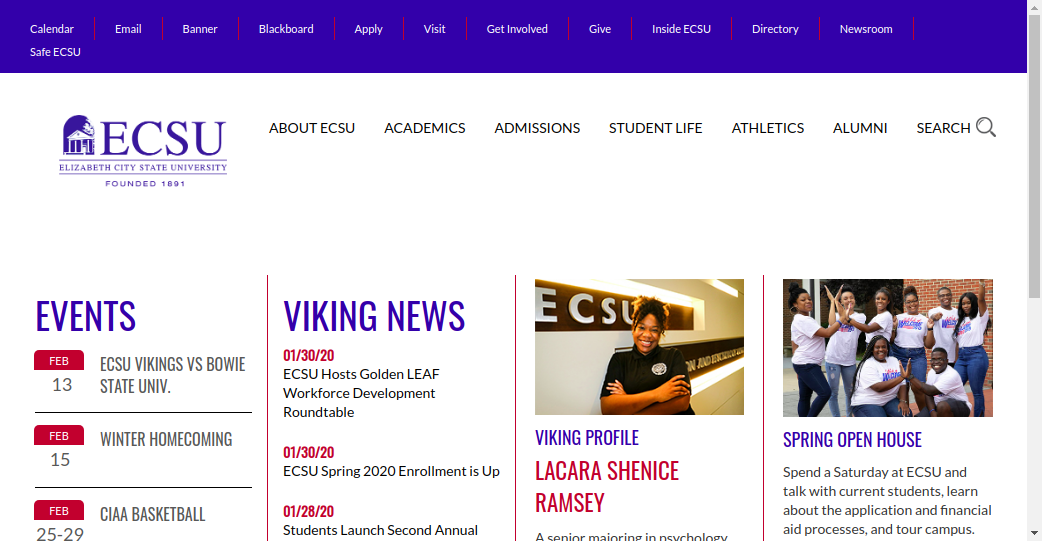 Calendar
Email
Banner
Blackboard
Apply
Visit
Get Involved
Give
Inside ECSU
Directory
Newsroom
Safe ECSU
ECSU
ELIZABETH CITY STATE UNIVERSITY
FOUNDED 1891
ABOUT ECSU
ACADEMICS
ADMISSIONS
STUDENT LIFE
ATHLETICS
ALUMNI
SEARCH
EVENTS
FEB
13
ECSU VIKINGS VS BOWIE
STATE UNIV.
FEB
15
WINTER HOMECOMING
FEB
25-29
CIAA BASKETBALL
VIKING NEWS
01/30/20
ECSU Hosts Golden LEAF
Workforce Development
Roundtable
01/30/20
ECSU Spring 2020 Enrollment is Up
01/28/20
Students Launch Second Annual
ECSU
VIKING PROFILE
LACARA SHENICE
RAMSEY
A senior majoring in psychology
SPRING OPEN HOUSE
Spend a Saturday at ECSU and
talk with current students, learn
about the application and financial
aid processes, and tour campus.